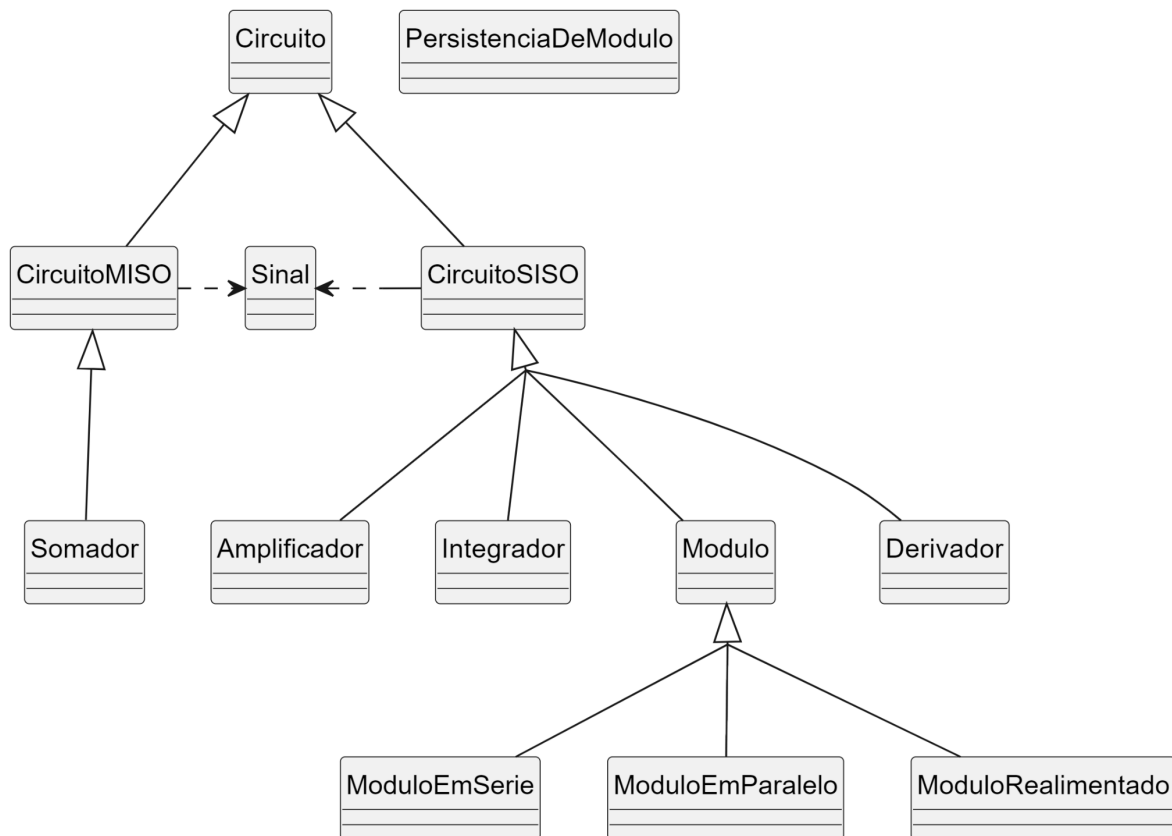 Circuito
PersistenciaDeModulo
CircuitoMISO
Sinal
CircuitoSISO
Somador
Amplificador
Integrador
Modulo
Derivador
ModuloEmSerie
ModuloEmParalelo
ModuloRealimentado